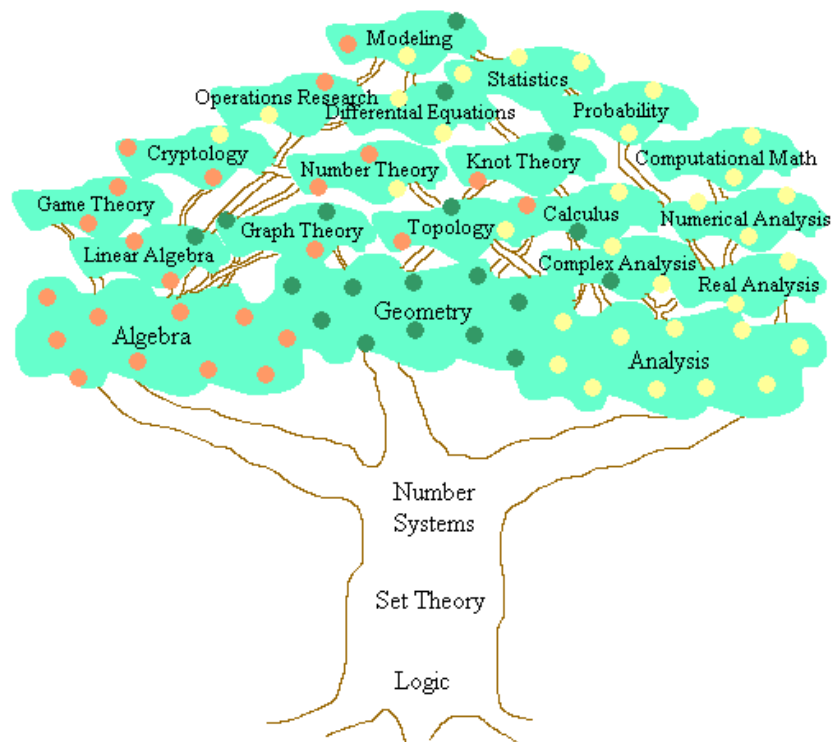 Modeling
Statistics
Operations Research
Differential Equations
Probability
Cryptology
Number Theory
Knot Theory
Computational Math
Game Theory
Linear Algebra
Graph Theory
Topology
Calculus
Numerical Analysis
Complex Analysis
Real Analysis
Algebra
Geometry
Analysis
Number
Systems
Set Theory
Logic